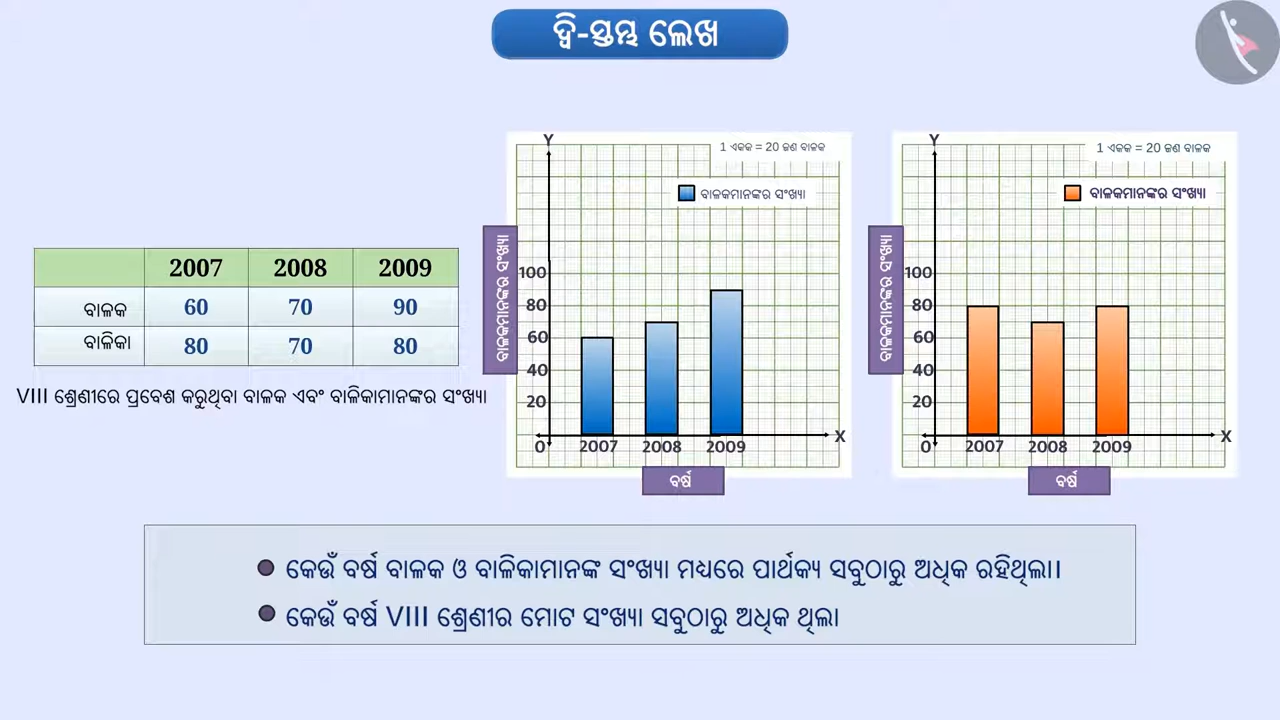 ଦ୍ୱି-ସ୍ତମ୍ଭ ଲେଖ
2007 2008 2009
ବାଳକ 60 70 90
ବାଳିକା 80 70 80
VIII ଶ୍ରେଣୀରେ ପ୍ରବେଶ କରୁଥିବା ବାଳକ ଏବଂ ବାଳିକାମାନଙ୍କର ସଂଖ୍ୟା
Y
1 ଏକକ = 20 ଜଣ ବାଳକ
ବାଳକମାନଙ୍କର ସଂଖ୍ୟା
ବାଳକମାନଙ୍କର ସଂଖ୍ୟା
100
80
60
40
20
0
2007 2008 2009
X
ବର୍ଷ
Y
1 ଏକକ = 20 ଜଣ ବାଳକ
ବାଳକମାନଙ୍କର ସଂଖ୍ୟା
ବାଳକମାନଙ୍କର ସଂଖ୍ୟା
100
80
60
40
20
0
2007 2008 2009
X
ବର୍ଷ
କେଉଁ ବର୍ଷ ବାଳକ ଓ ବାଳିକାମାନଙ୍କ ସଂଖ୍ୟା ମଧ୍ୟରେ ପାର୍ଥକ୍ୟ ସବୁଠାରୁ ଅଧିକ ରହିଥିଲା।
କେଉଁ ବର୍ଷ VIII ଶ୍ରେଣୀର ମୋଟ ସଂଖ୍ୟା ସବୁଠାରୁ ଅଧିକ ଥିଲା